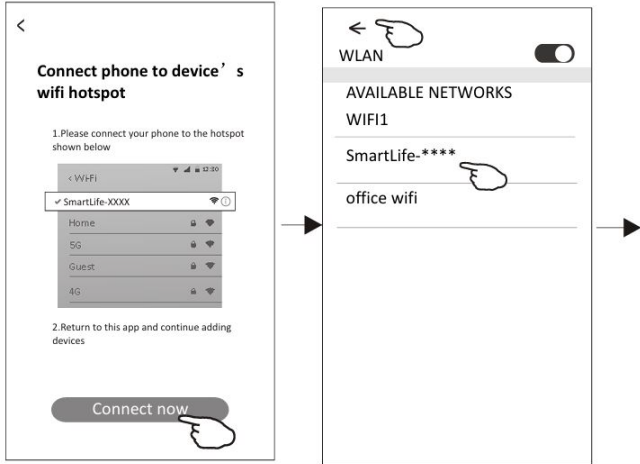 Connect phone to device’s
wifi hotspot
1.Please connect your phone to the hotspot
shown below
12:30
< Wi-Fi
SmartLife-XXXX
Home
5G
Guest
4G
2.Return to this app and continue adding
devices
Connect now
WLAN
AVAILABLE NETWORKS
WIFI1
SmartLife-****
office wifi